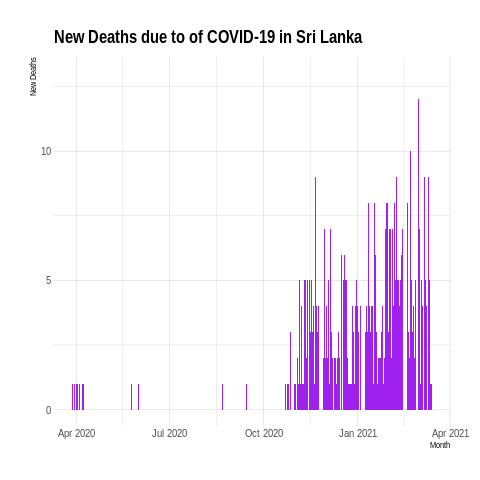 New Deaths due to of COVID-19 in Sri Lanka
New Deaths
10
5
0
Apr 2020 Jul 2020 Oct 2020 Jan 2021 Apr 2021
Month